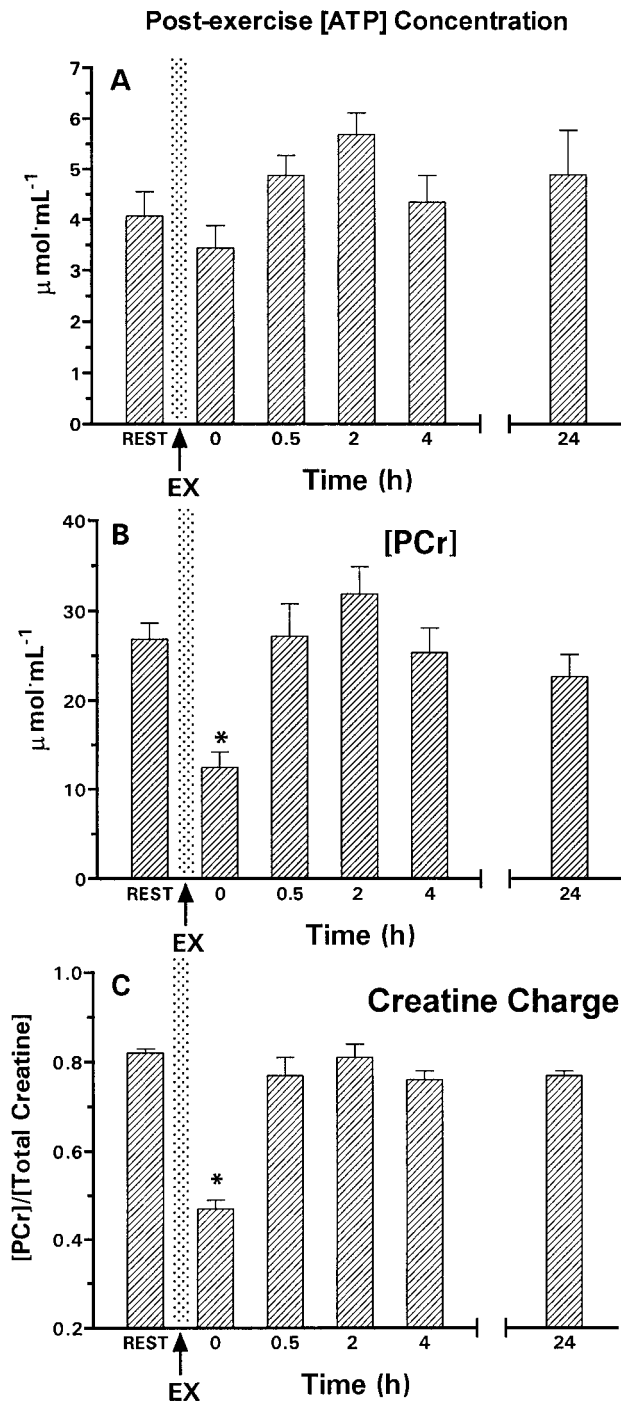 Post-exercise [ATP] Concentration
A
7
6
5
4
3
2
1
0
μmol·mL⁻¹
REST 0 0.5 2 4 24
EX
Time (h)
B
[PCr]
40
30
20
10
0
μmol·mL⁻¹
*
REST 0 0.5 2 4 24
EX
Time (h)
C
Creatine Charge
1.0
0.8
0.6
0.4
0.2
[PCr]/[Total Creatine]
*
REST 0 0.5 2 4 24
EX
Time (h)